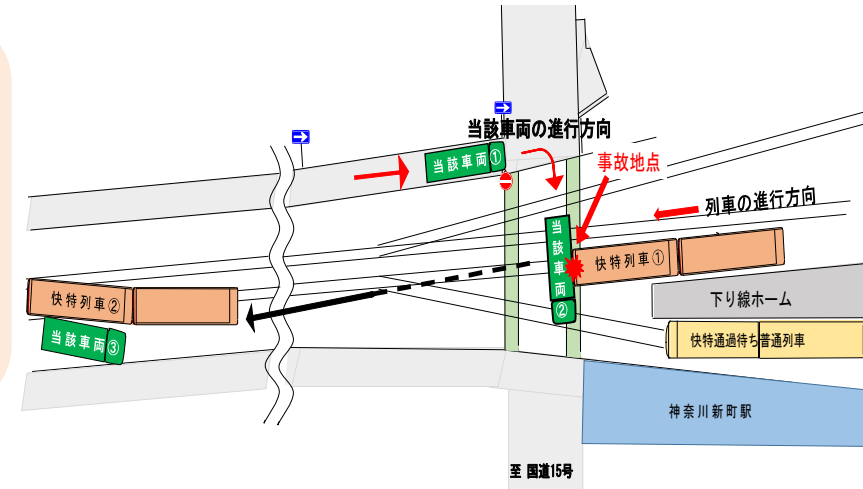 当該車両の進行方向
当該車両①
事故地点
列車の進行方向
当該車両②
快特列車①
下り線ホーム
快特列車②
当該車両③
快特通過待ち普通列車
神奈川新町駅
至 国道15号